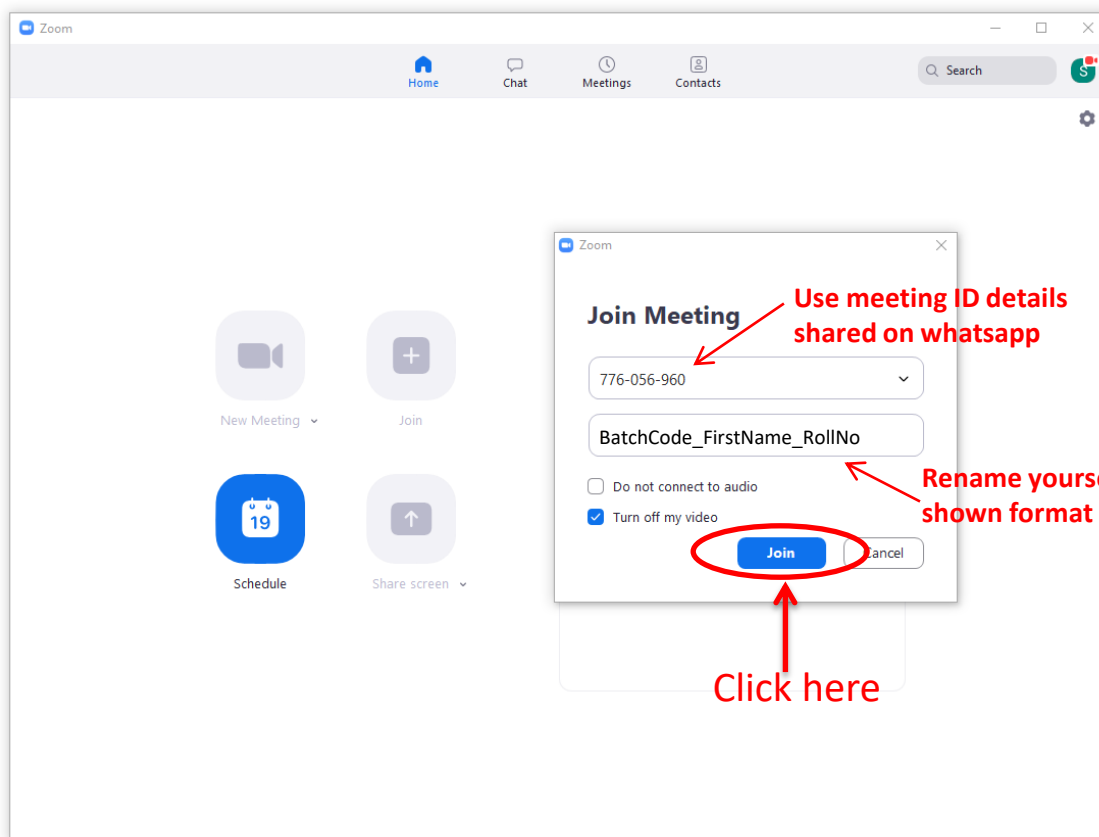 Zoom
Home
Chat
Meetings
Contacts
Search
S
Zoom
Join Meeting
Use meeting ID details
shared on whatsapp
776-056-960
BatchCode_FirstName_RollNo
Rename
shown format
Do not connect to audio
Turn off my video
Join
Cancel
New Meeting
Join
19
Schedule
Share screen
Click here